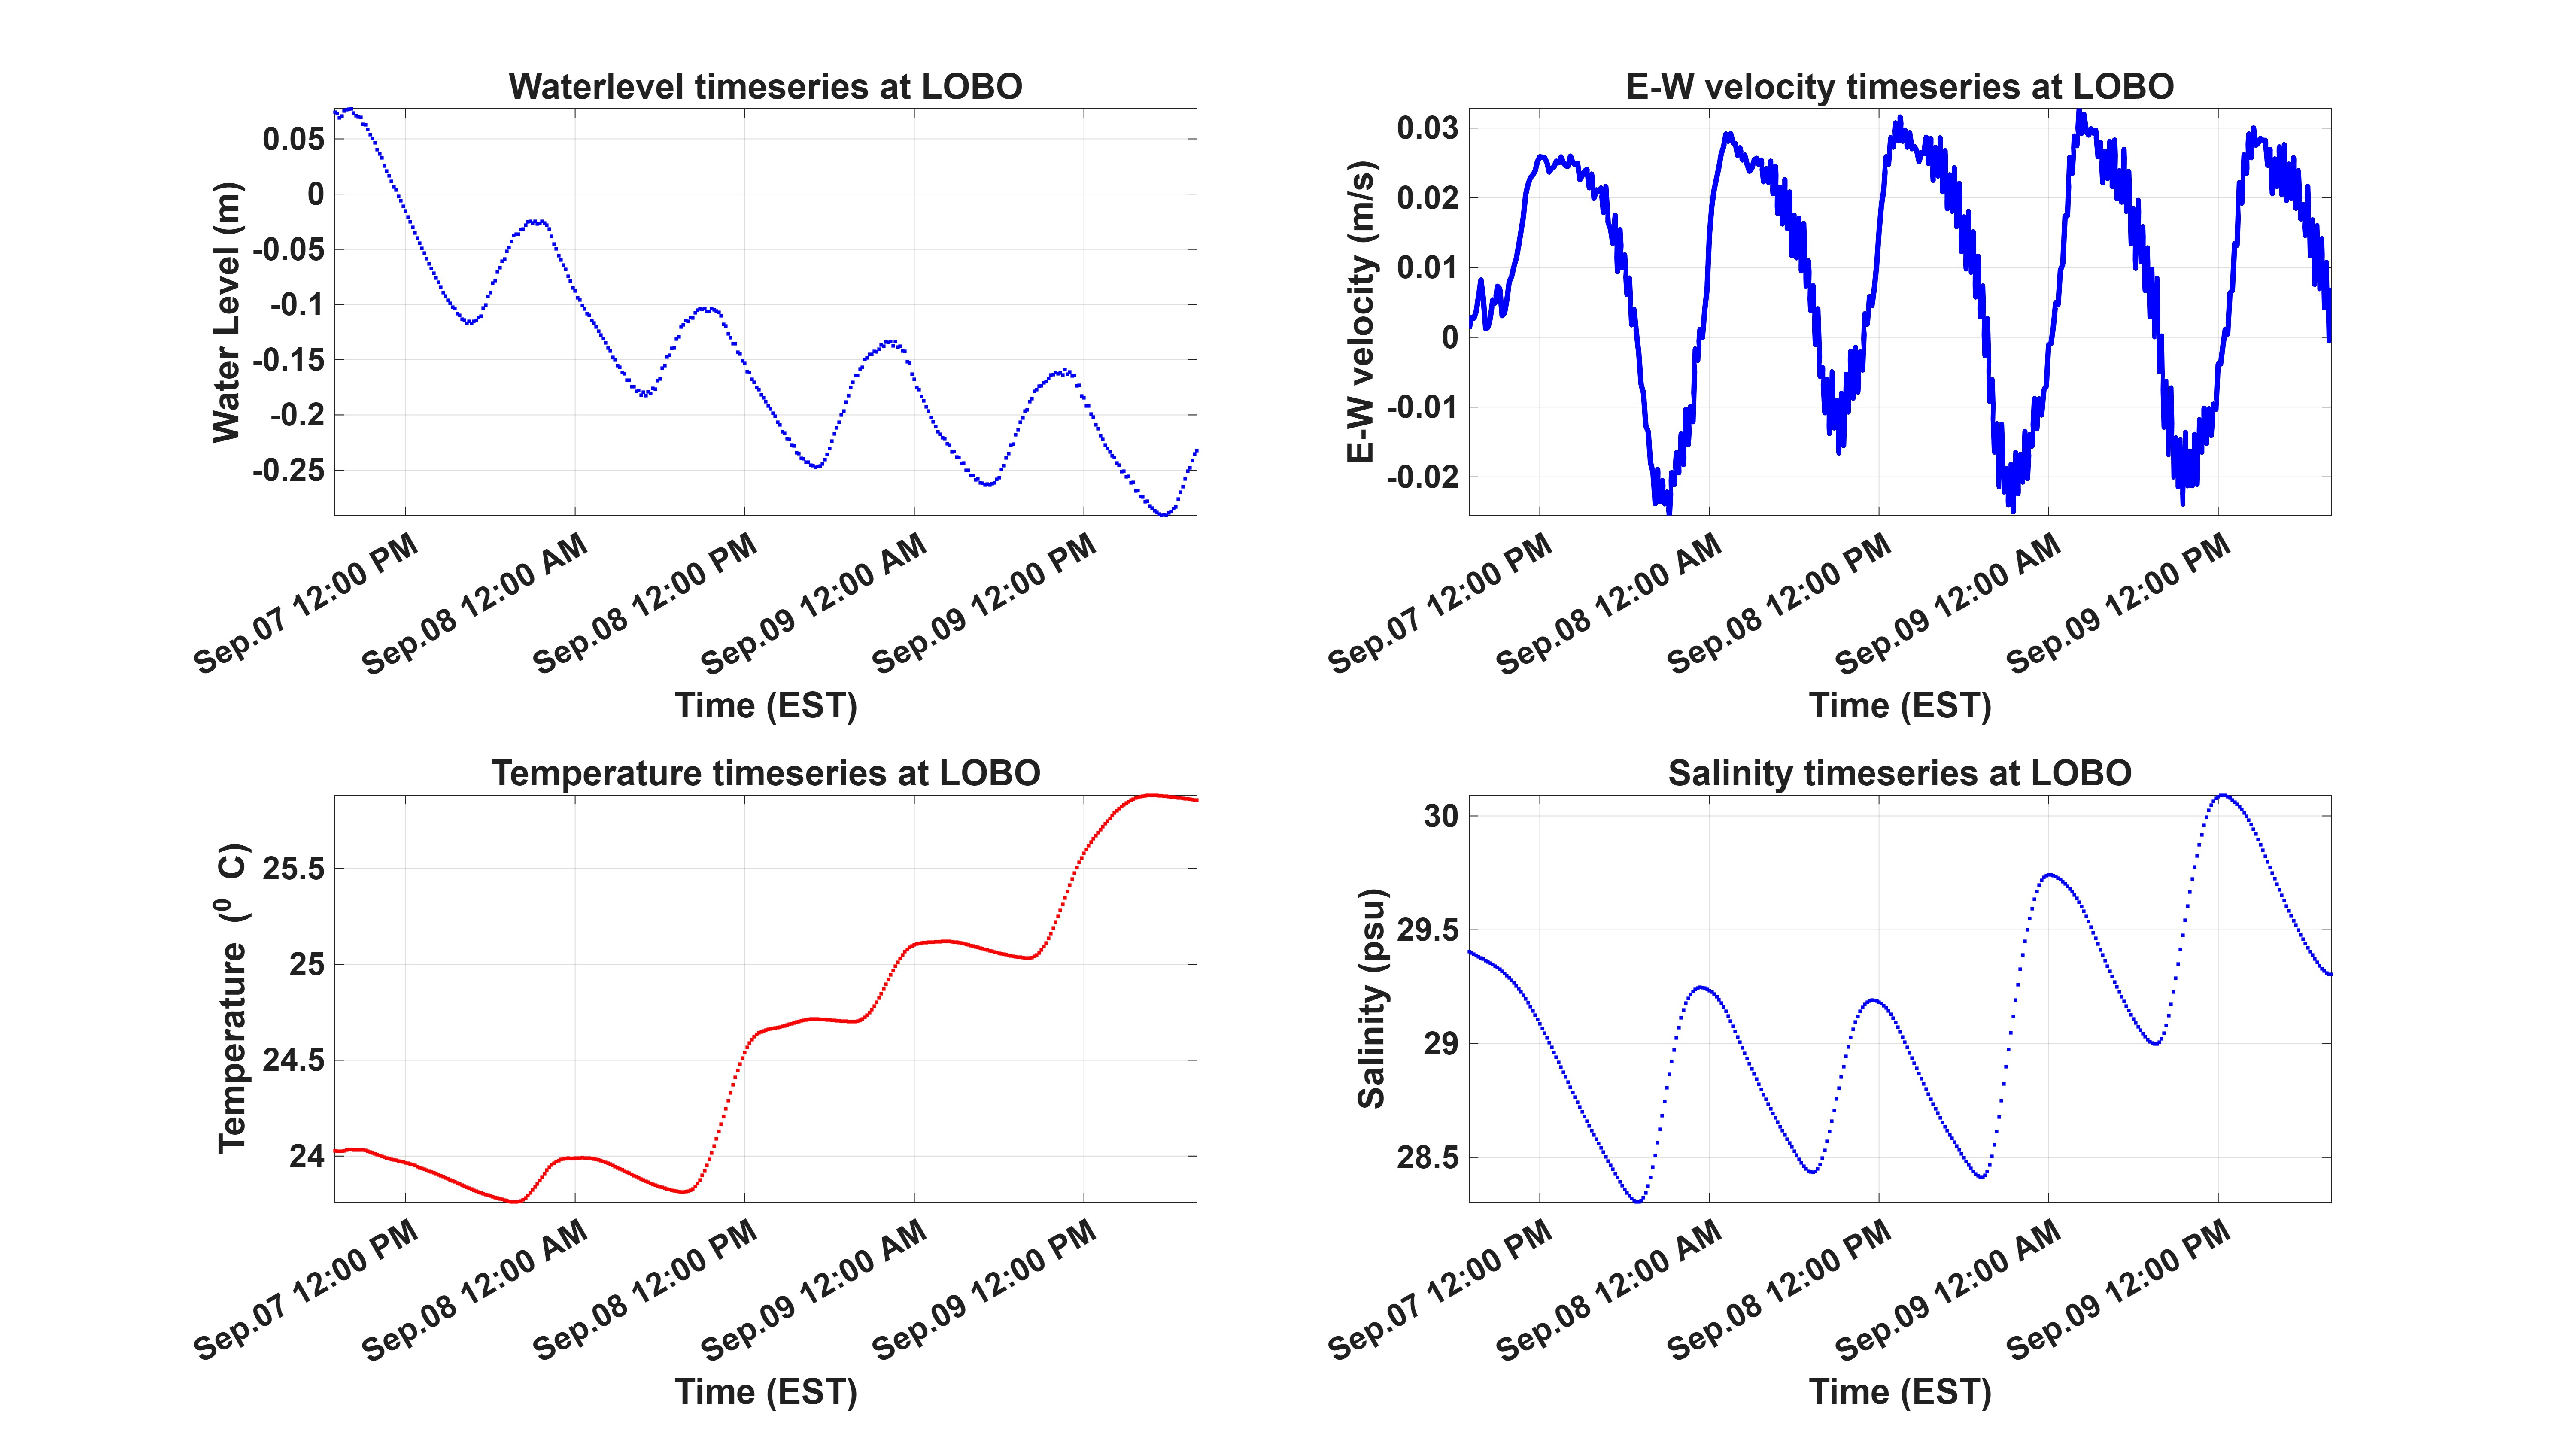 Waterlevel timeseries at LOBO
Water Level (m)
0.05
0
-0.05
-0.1
-0.15
-0.2
-0.25
Sep.07 12:00 PM
Sep.08 12:00 AM
Sep.08 12:00 PM
Sep.09 12:00 AM
Sep.09 12:00 PM
Time (EST)
E-W velocity timeseries at LOBO
E-W velocity (m/s)
0.03
0.02
0.01
0
-0.01
-0.02
Sep.07 12:00 PM
Sep.08 12:00 AM
Sep.08 12:00 PM
Sep.09 12:00 AM
Sep.09 12:00 PM
Time (EST)
Temperature timeseries at LOBO
Temperature (⁰ C)
25.5
25
24.5
24
Sep.07 12:00 PM
Sep.08 12:00 AM
Sep.08 12:00 PM
Sep.09 12:00 AM
Sep.09 12:00 PM
Time (EST)
Salinity timeseries at LOBO
Salinity (psu)
30
29.5
29
28.5
Sep.07 12:00 PM
Sep.08 12:00 AM
Sep.08 12:00 PM
Sep.09 12:00 AM
Sep.09 12:00 PM
Time (EST)